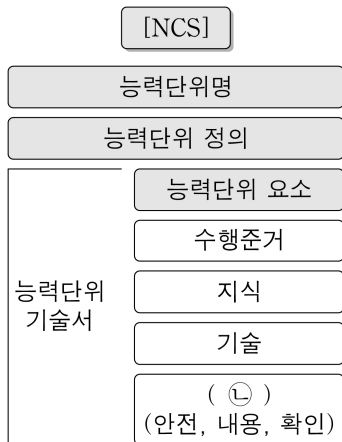 [NCS]
능력단위명
능력단위 정의
능력단위 요소
수행준거
능력단위
기술서
지식
기술
( ㉡ )
(안전, 내용, 확인)